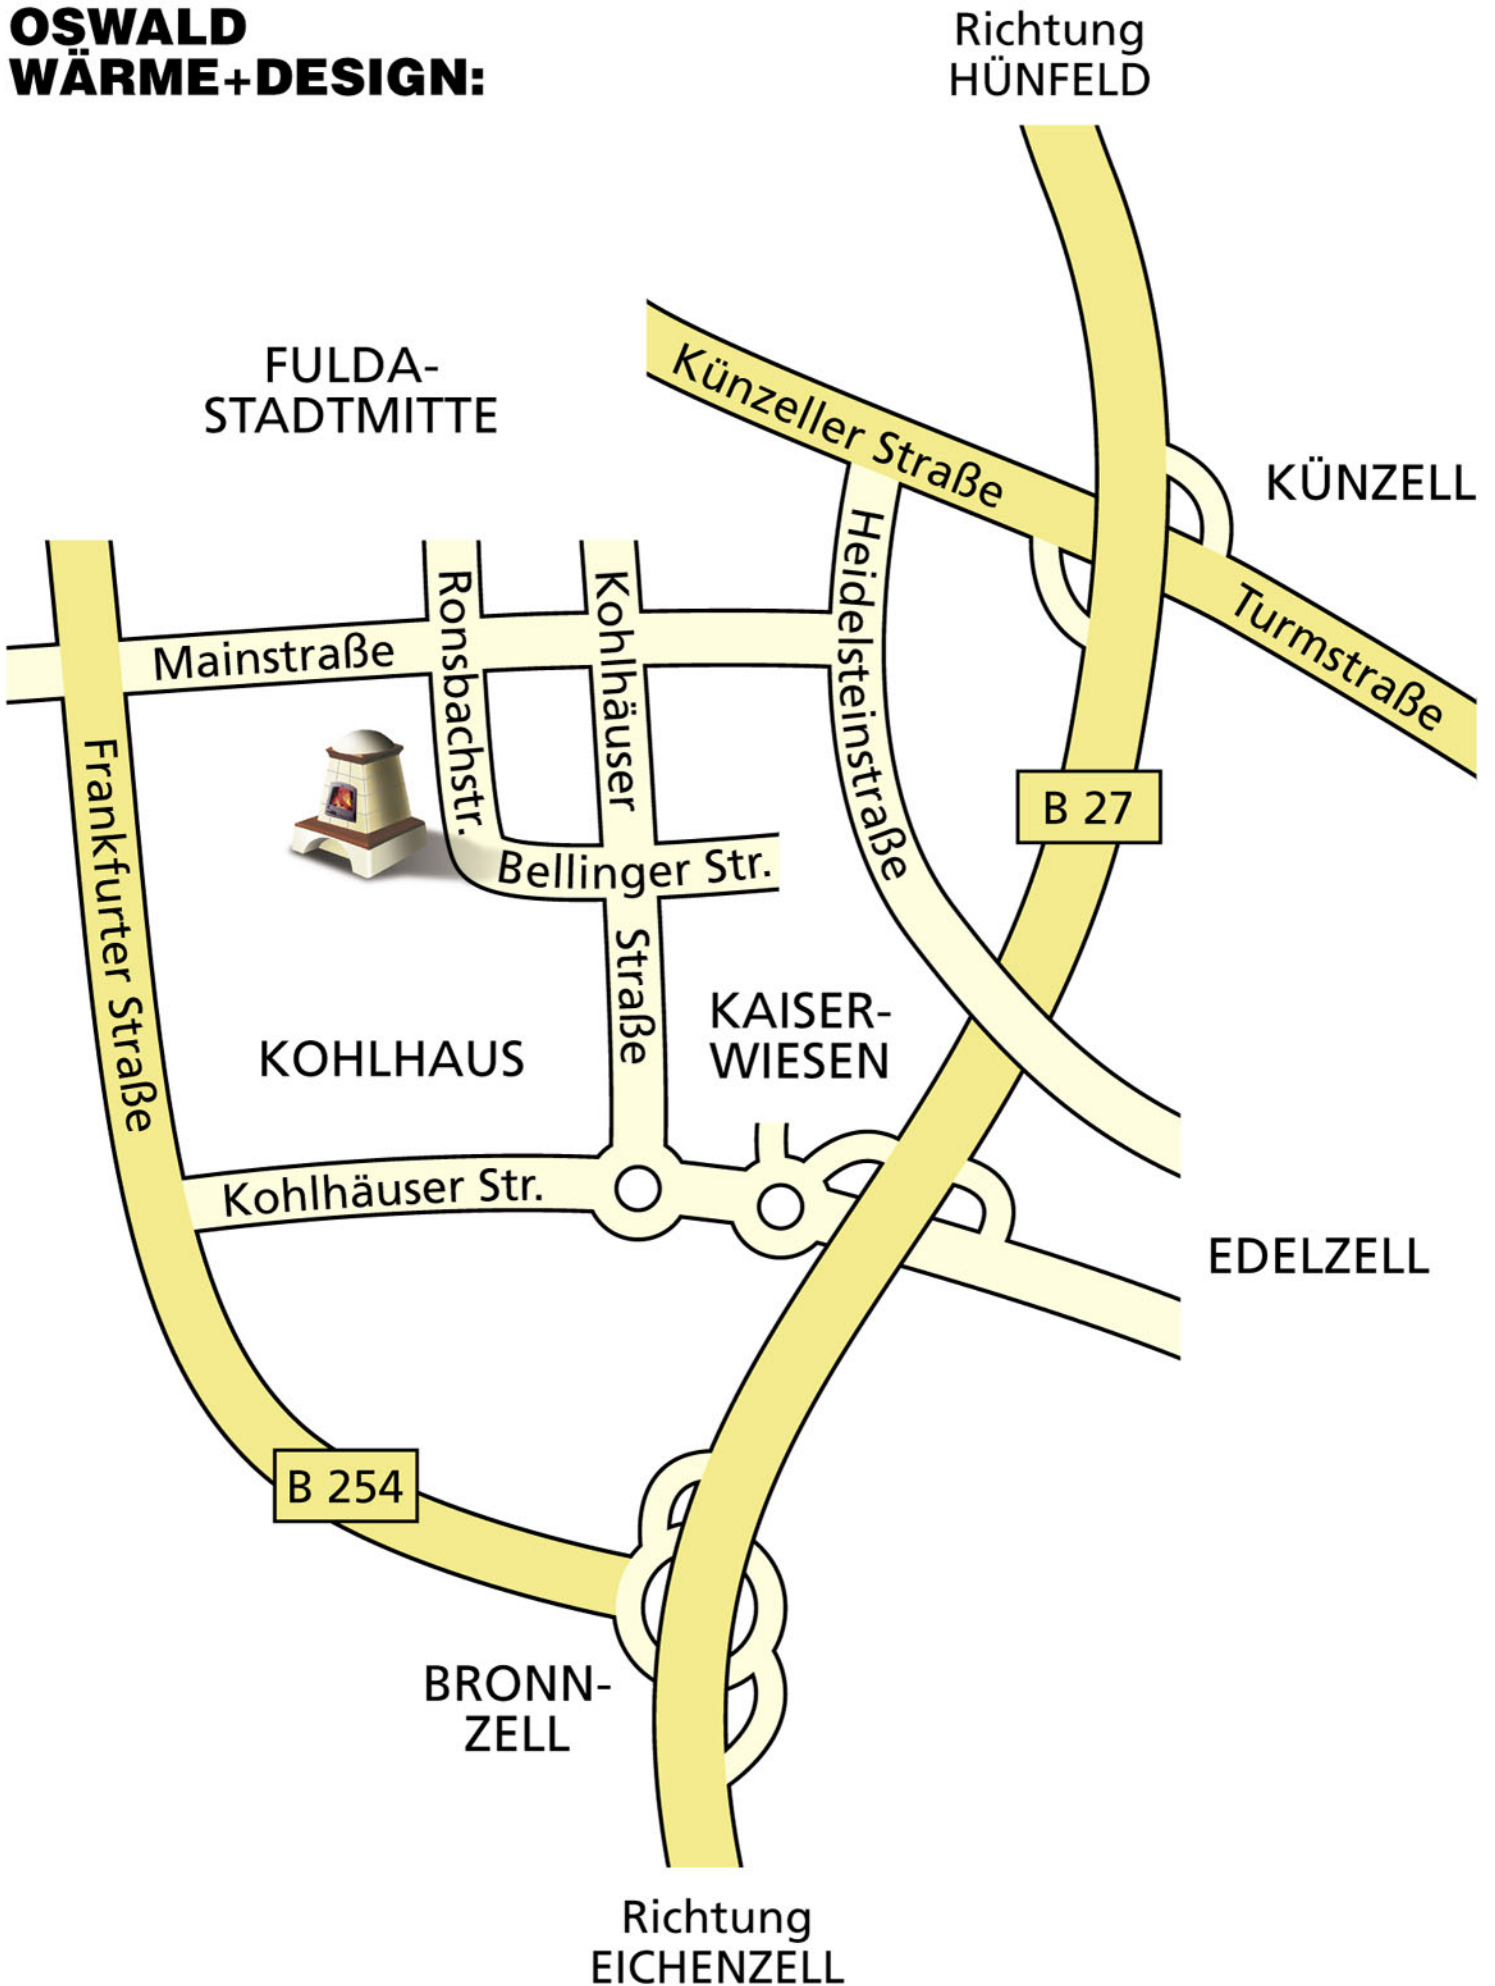 OSWALD
WÄRME+DESIGN:
Richtung
HÜNFELD
FULDA-
STADTMITTE
Künzeller Straße
KÜNZELL
Heidelsteinstraße
Ronsbachstr.
Kohlhäuser
Mainstraße
Turmstraße
Frankfurter Straße
B 27
Bellinger Str.
Straße
KAISER-
WIESEN
KOHLHAUS
Kohlhäuser Str.
EDELZELL
B 254
BRONN-
ZELL
Richtung
EICHENZELL